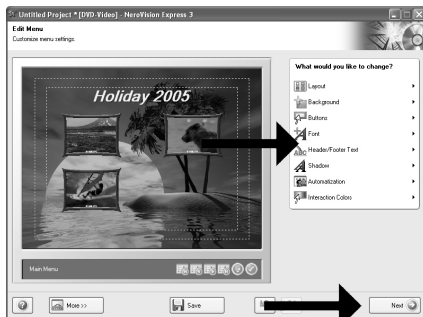 Untitled Project *[DVD-Video] - NeroVision Express 3
Edit Menu
Customize menu settings.
Holiday 2005
What would you like to change?
Layout
Background
Buttons
Font
ABC Header/Footer Text
Shadow
Automatization
Interaction Colors
Main Menu
More >>
Save
Next